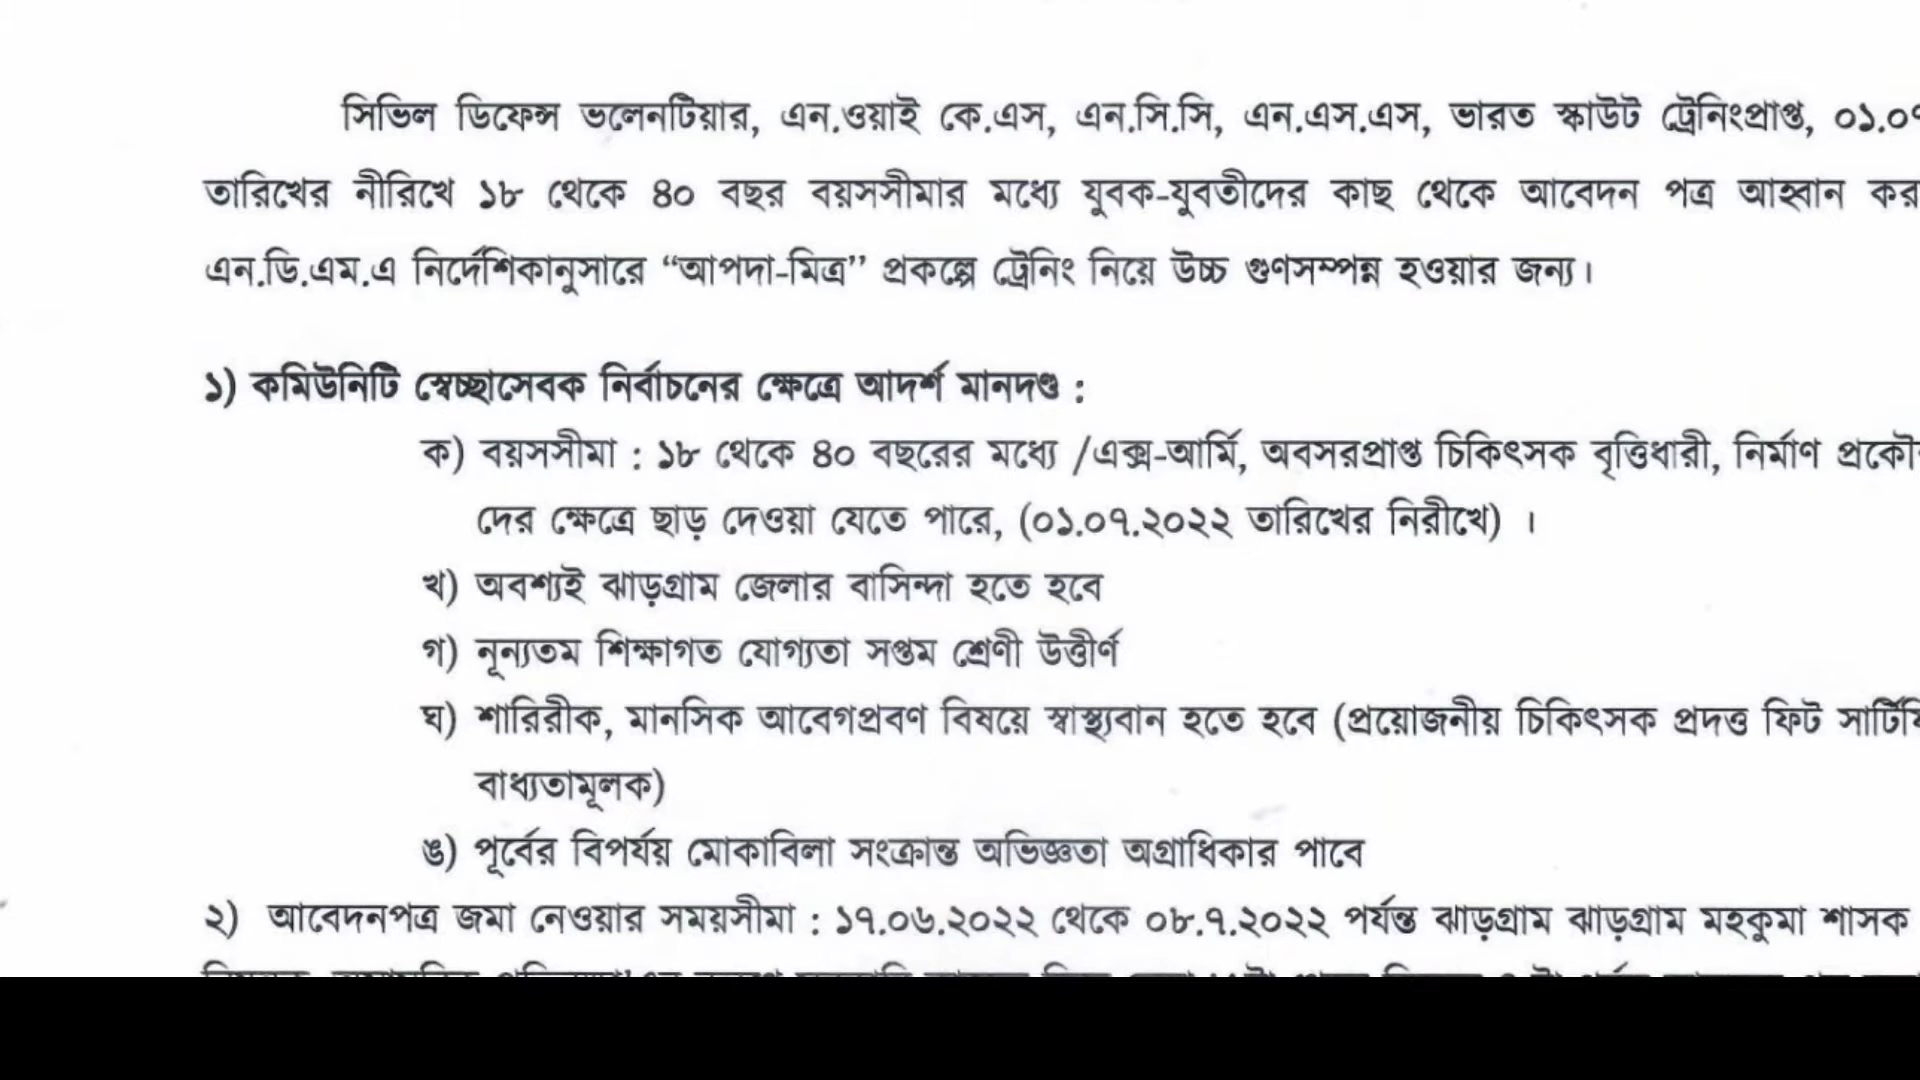 সিভিল ডিফেন্স ভলেনটিয়ার, এন.ওয়াই কে.এস, এন.সি.সি, এন.এস.এস, ভারত স্কাউট ট্রেনিংপ্রাপ্ত,
তারিখের নীরিখে ১৮ থেকে ৪০ বছর বয়সসীমার মধ্যে যুবক-যুবতীদের কাছ থেকে আবেদন পত্র আহ্বান কর
এন.ডি.এম.এ নির্দেশিকানুসারে “আপদা-মিত্র” প্রকল্পে ট্রেনিং নিয়ে উচ্চ গুণসম্পন্ন হওয়ার জন্য।
১) কমিউনিটি স্বেচ্ছাসেবক নির্বাচনের ক্ষেত্রে আদর্শ মানদণ্ড :
ক) বয়সসীমা : ১৮ থেকে ৪০ বছরের মধ্যে /এক্স-আর্মি, অবসরপ্রাপ্ত চিকিৎসক বৃত্তিধারী, নির্মাণ প্রকৌ
দের ক্ষেত্রে ছাড় দেওয়া যেতে পারে, (০১.০৭.২০২২ তারিখের নিরীখে) ।
খ) অবশ্যই ঝাড়গ্রাম জেলার বাসিন্দা হতে হবে
গ) নূন্যতম শিক্ষাগত যোগ্যতা সপ্তম শ্রেণী উত্তীর্ণ
ঘ) শারিরীক, মানসিক আবেগপ্রবণ বিষয়ে স্বাস্থ্যবান হতে হবে (প্রয়োজনীয় চিকিৎসক প্রদত্ত ফিট সার্টিফি
বাধ্যতামূলক)
ঙ) পূর্বের বিপর্যয় মোকাবিলা সংক্রান্ত অভিজ্ঞতা অগ্রাধিকার পাবে
২) আবেদনপত্র জমা নেওয়ার সময়সীমা : ১৭.০৬.২০২২ থেকে ০৮.৭.২০২২ পর্যন্ত ঝাড়গ্রাম ঝাড়গ্রাম মহকুমা শাসক